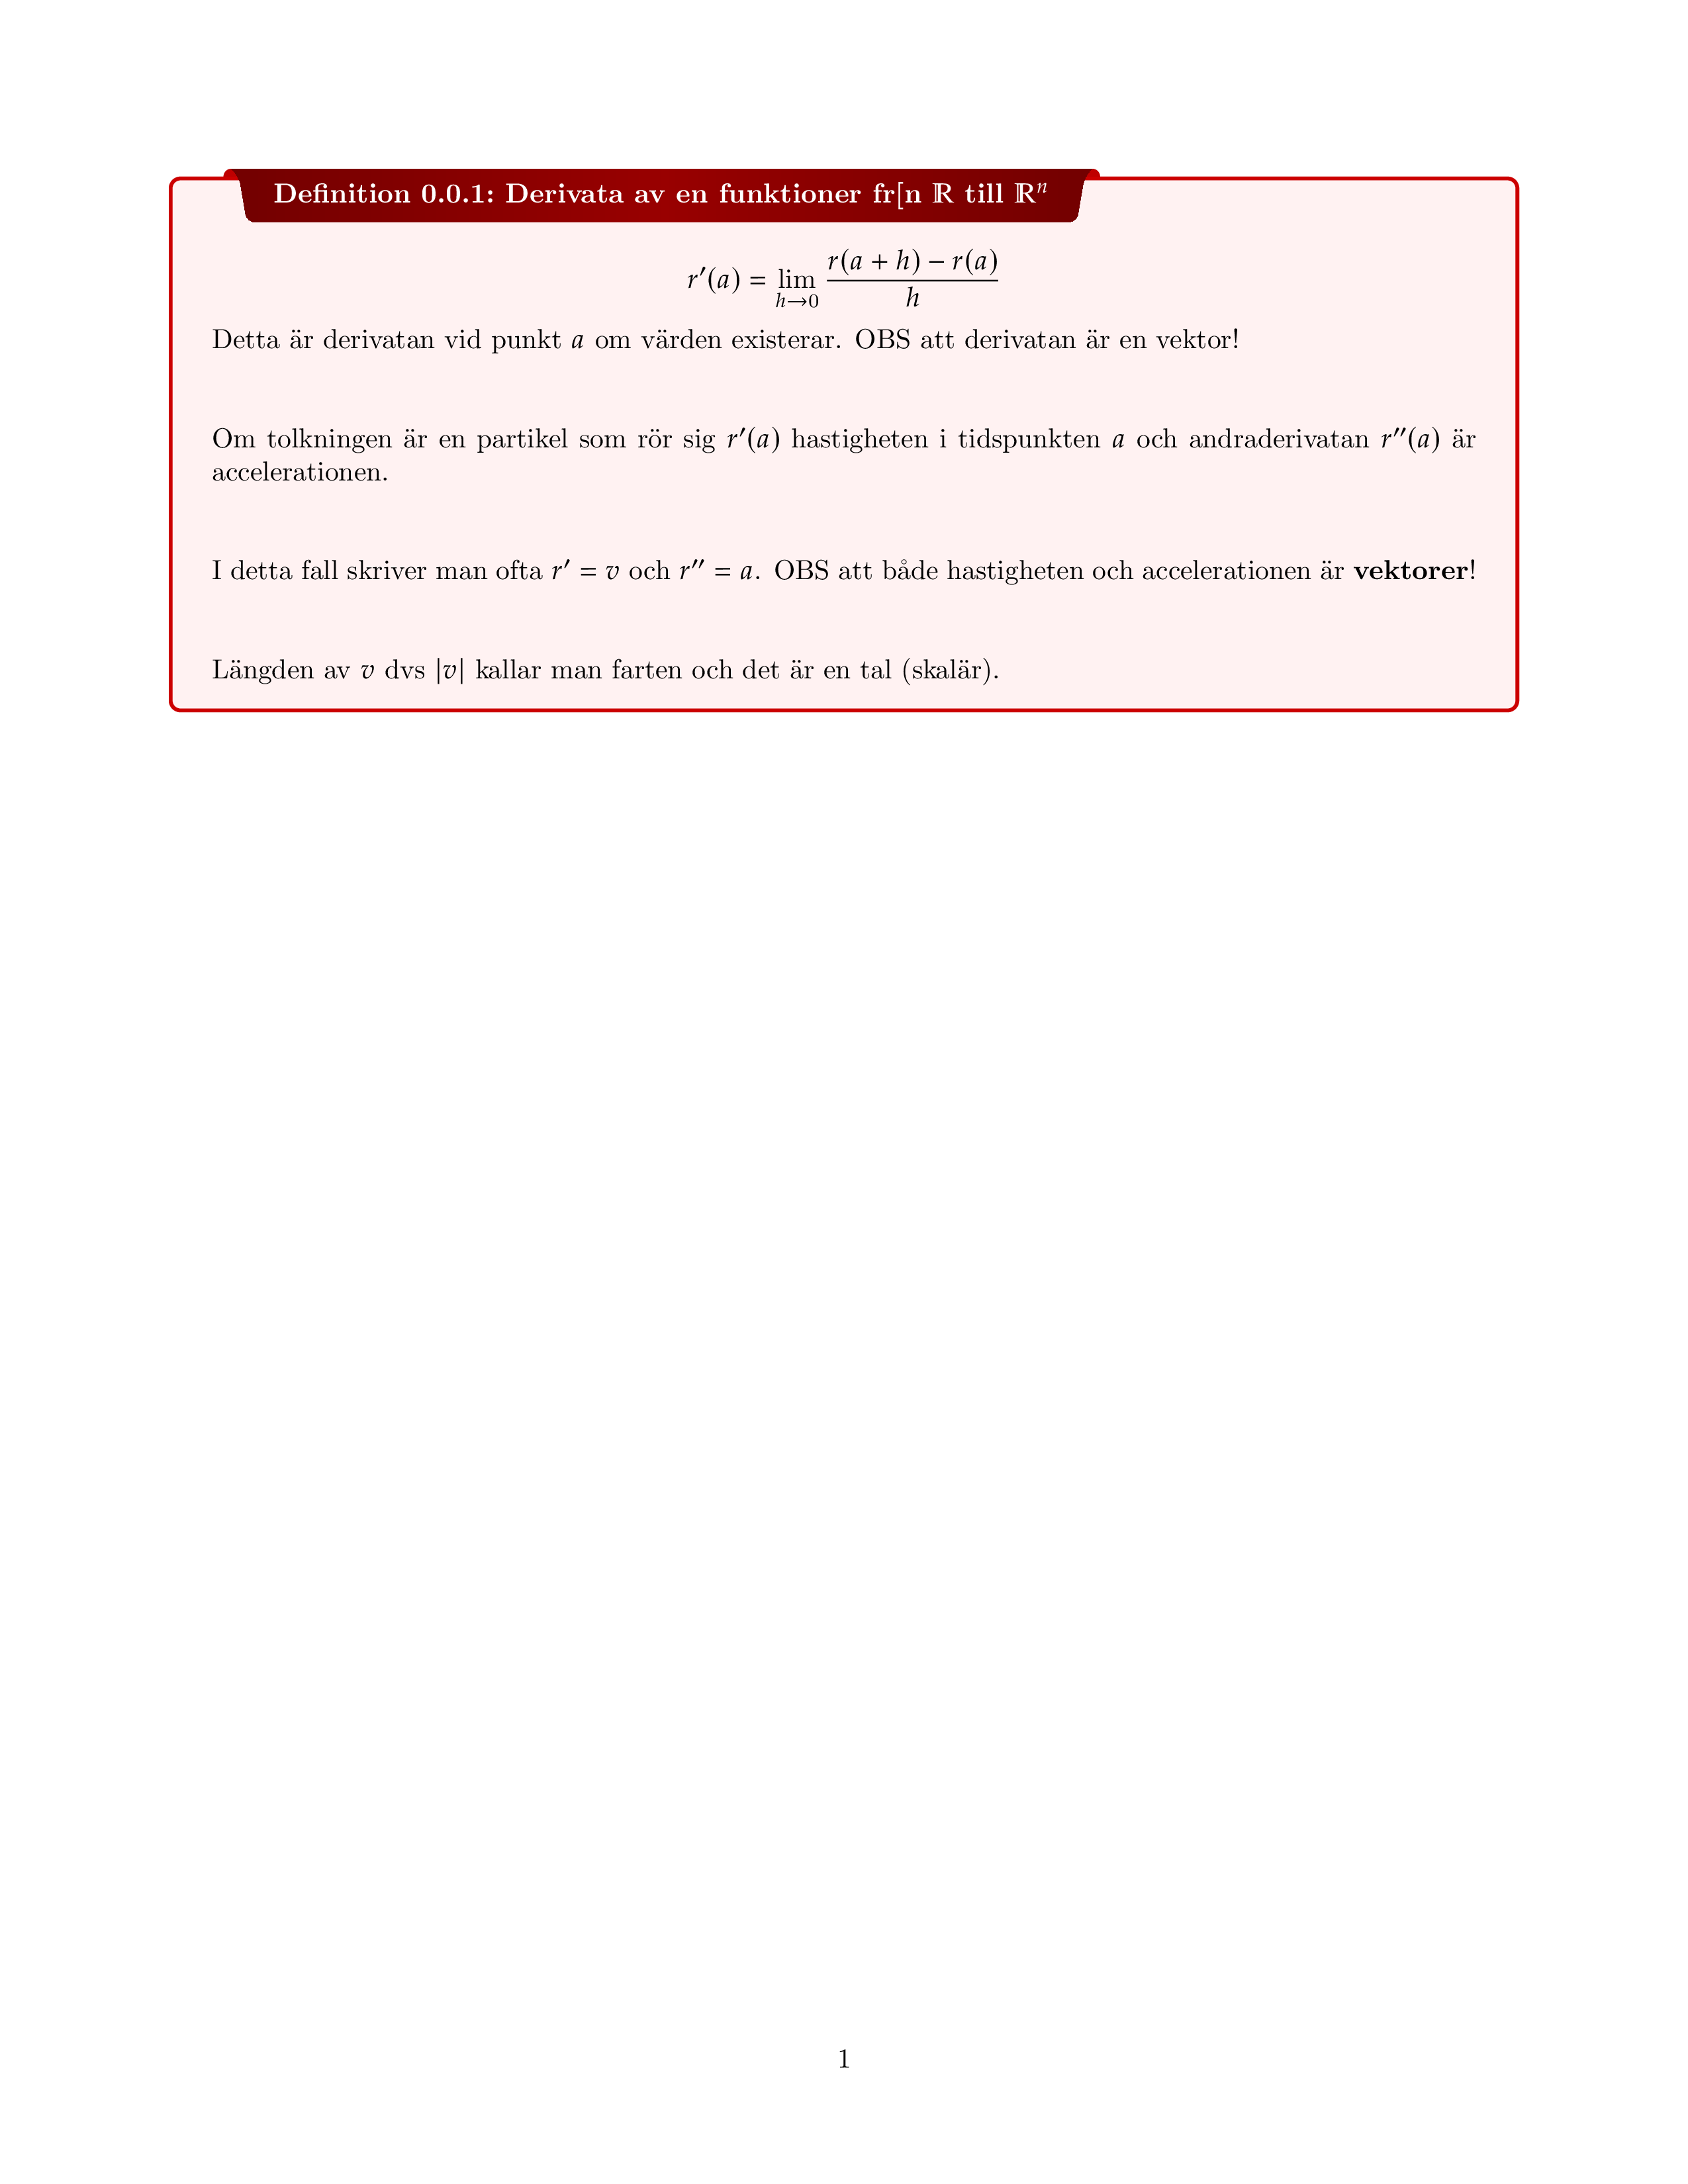 Definition 0.0.1: Derivata av en funktioner fr[n ℝ till ℝⁿ
r′(a) = lim_{h→0} \frac{r(a + h) − r(a)}{h}
Detta är derivatan vid punkt a om värden existerar. OBS att derivatan är en vektor!
Om tolkningen är en partikel som rör sig r′(a) hastigheten i tidspunkten a och andraderivatan r′′(a) är
accelerationen.
I detta fall skriver man ofta r′ = v och r′′ = a. OBS att både hastigheten och accelerationen är vektorer!
Längden av v dvs |v| kallar man farten och det är en tal (skalär).
1